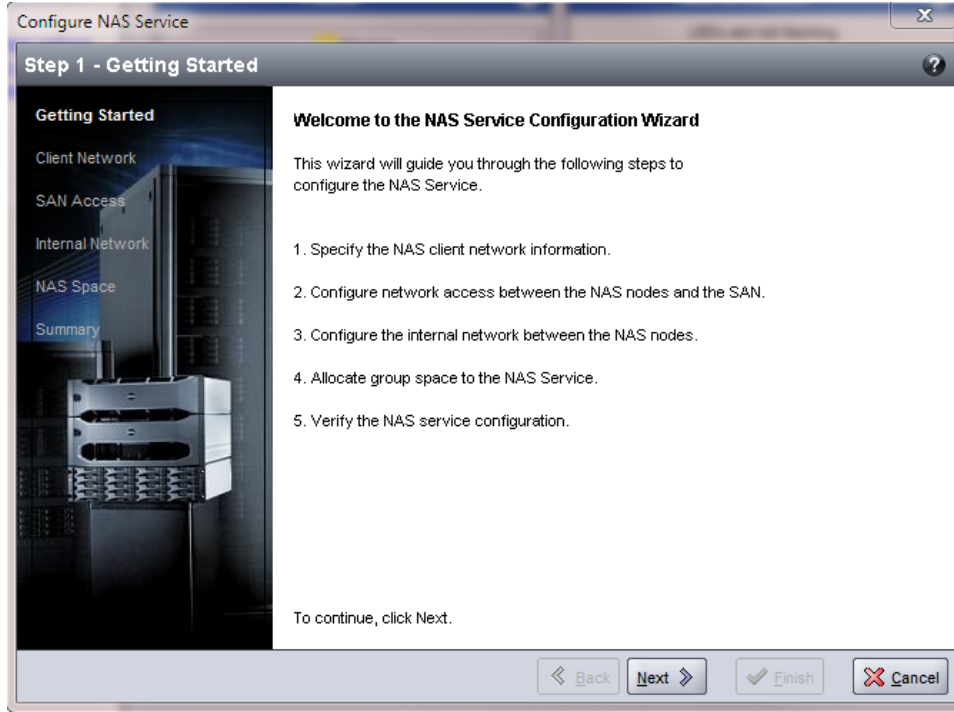 Configure NAS Service
Step 1 - Getting Started
Getting Started
Client Network
SAN Access
Internal Network
NAS Space
Summary
Welcome to the NAS Service Configuration Wizard
This wizard will guide you through the following steps to
configure the NAS Service.
1. Specify the NAS client network information.
2. Configure network access between the NAS nodes and the SAN.
3. Configure the internal network between the NAS nodes.
4. Allocate group space to the NAS Service.
5. Verify the NAS service configuration.
To continue, click Next.
Back
Next
Finish
Cancel